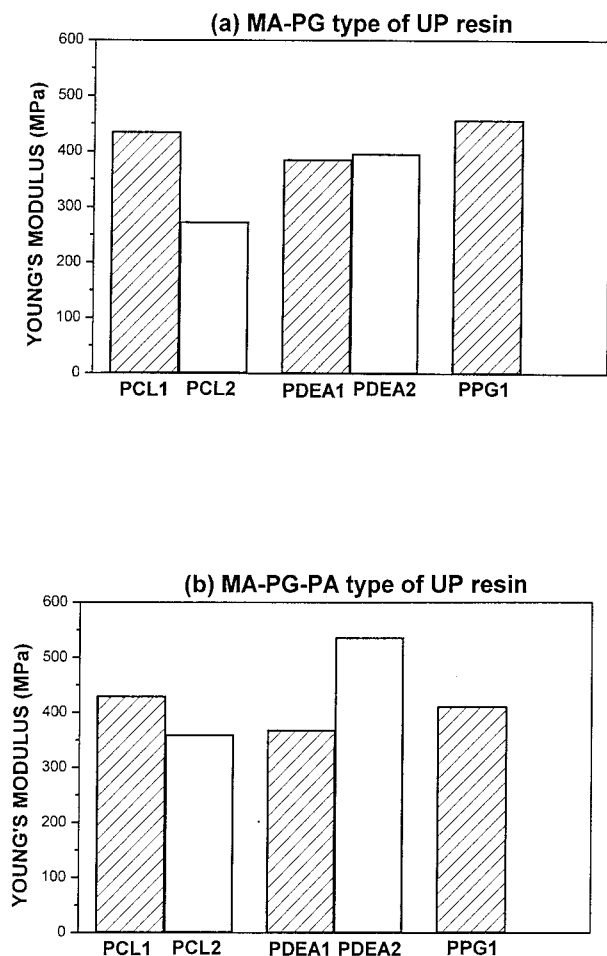 (a) MA-PG type of UP resin
YOUNG'S MODULUS (MPa)
600
500
400
300
200
100
0
PCL1 PCL2 PDEA1 PDEA2 PPG1
(b) MA-PG-PA type of UP resin
YOUNG'S MODULUS (MPa)
600
500
400
300
200
100
0
PCL1 PCL2 PDEA1 PDEA2 PPG1